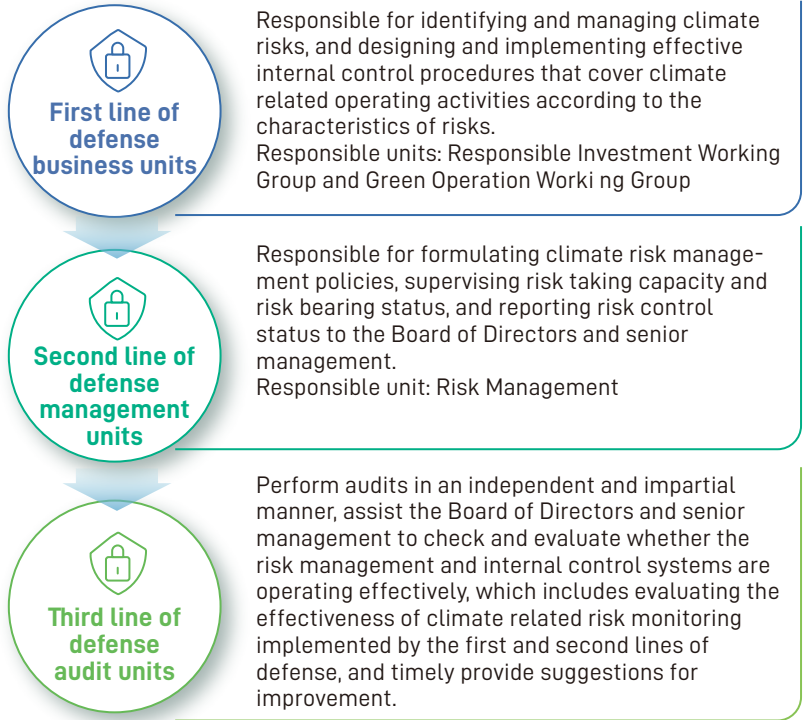 First line of
defense
business units
Responsible for identifying and managing climate
risks, and designing and implementing effective
internal control procedures that cover climate
related operating activities according to the
characteristics of risks.
Responsible units: Responsible Investment Working
Group and Green Operation Worki ng Group
Second line of
defense
management
units
Responsible for formulating climate risk manage-
ment policies, supervising risk taking capacity and
risk bearing status, and reporting risk control
status to the Board of Directors and senior
management.
Responsible unit: Risk Management
Third line of
defense
audit units
Perform audits in an independent and impartial
manner, assist the Board of Directors and senior
management to check and evaluate whether the
risk management and internal control systems are
operating effectively, which includes evaluating the
effectiveness of climate related risk monitoring
implemented by the first and second lines of
defense, and timely provide suggestions for
improvement.